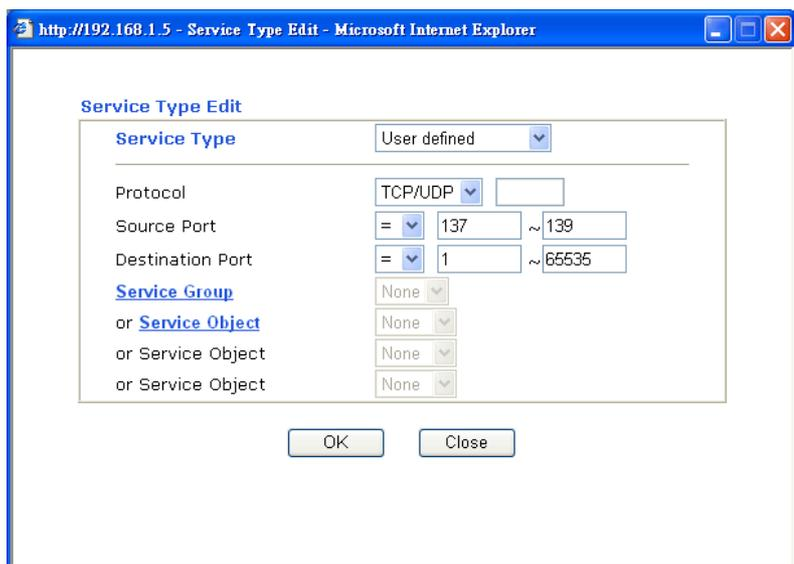 http://192.168.1.5 - Service Type Edit - Microsoft Internet Explorer
Service Type Edit
Service Type User defined
Protocol TCP/UDP
Source Port = 137 ~ 139
Destination Port = 1 ~ 65535
Service Group None
or Service Object None
or Service Object None
or Service Object None
OK Close